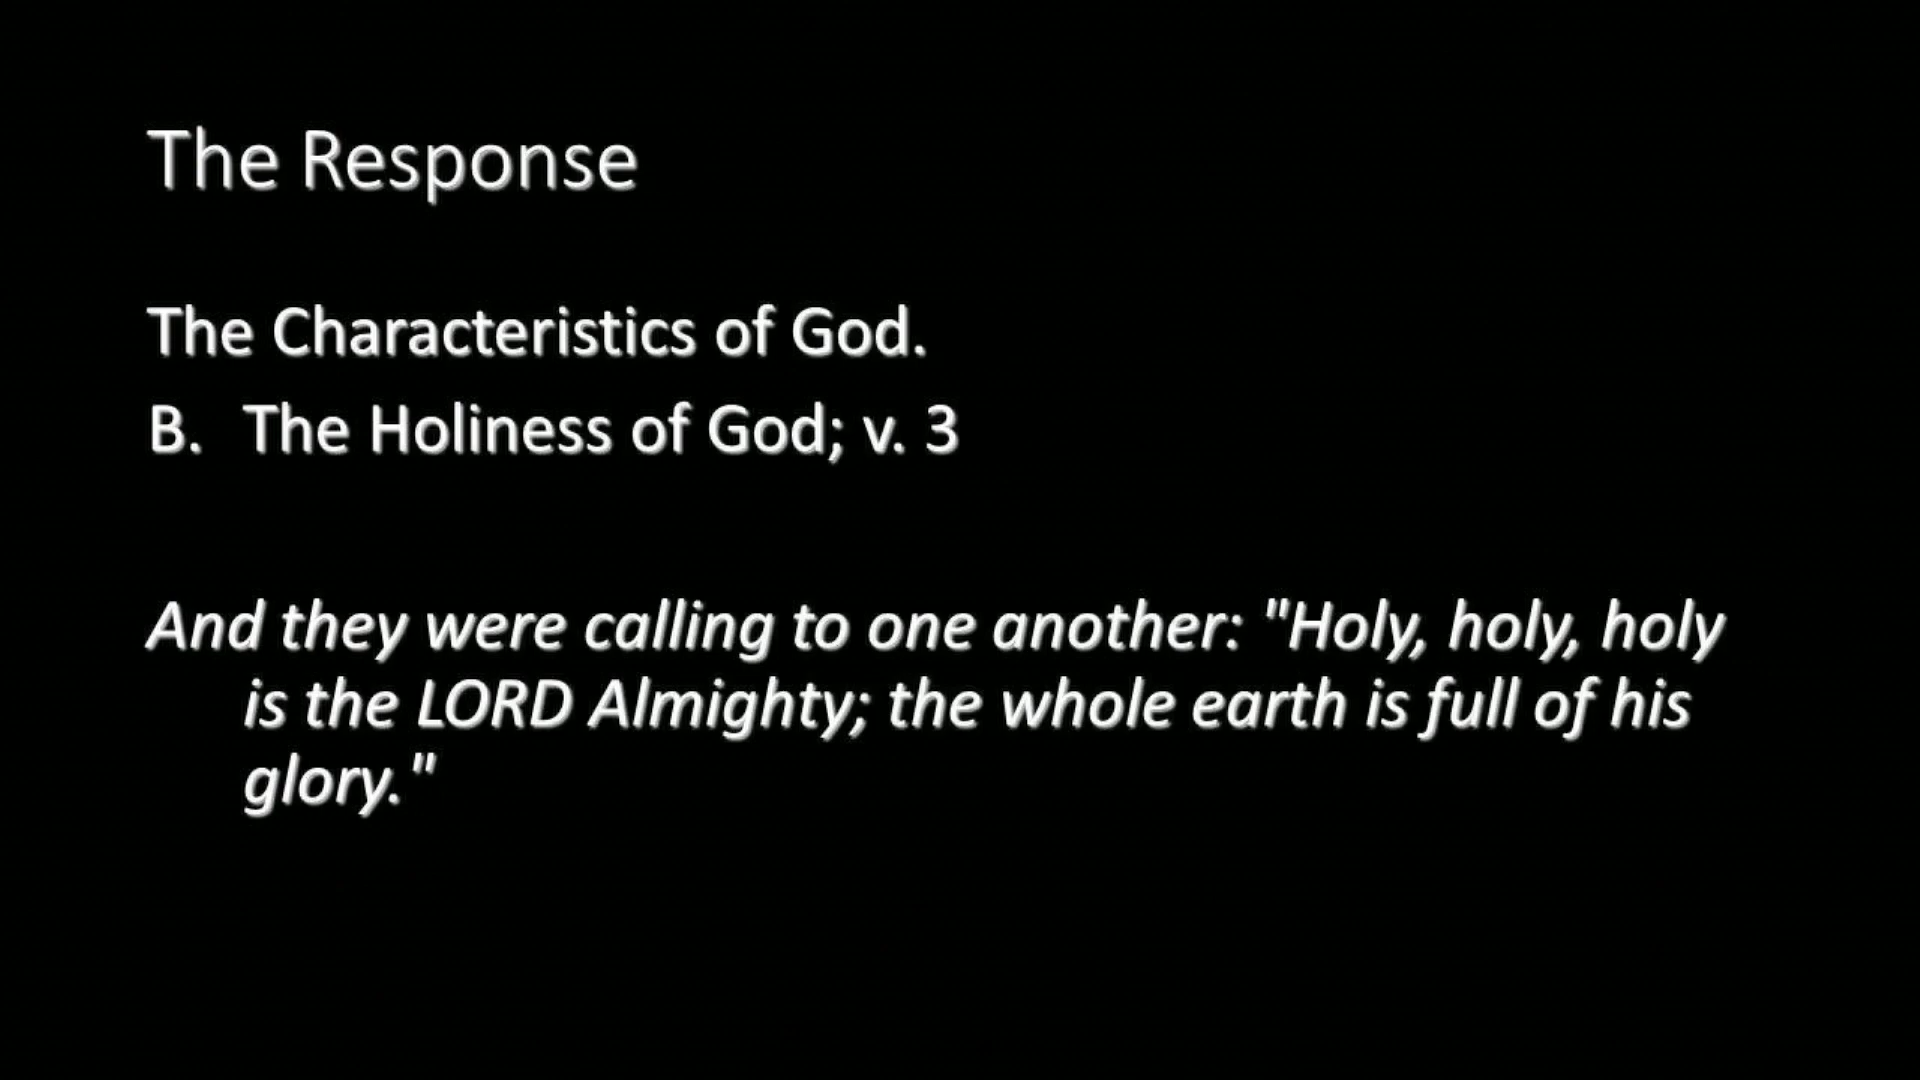 The Response
The Characteristics of God.
B. The Holiness of God; v. 3
And they were calling to one another: "Holy, holy, holy
is the LORD Almighty; the whole earth is full of his
glory."